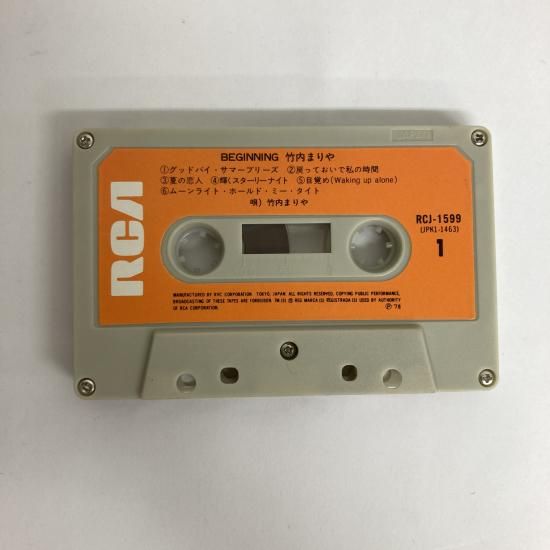 JAPAN
BEGINNING 竹内まりや
①グッドバイ・サマーブリーズ ②戻っておいで私の時間
③夏の恋人 ④輝くスターリーナイト ⑤目覚め(Waking up alone)
⑥ムーンライト・ホールド・ミー・タイト
唄) 竹内まりや
RCA
RCJ-1599
(JPK1-1463)
1
MANUFACTURED BY RVC CORPORATION. TOKYO, JAPAN. ALL RIGHTS RESERVED. COPYING PUBLIC PERFORMANCE,
BROADCASTING OF THESE TAPES ARE FORBIDDEN. TM(S) ® REG MARCA(S) REGISTRADA(S) USED BY AUTHORITY
OF RCA CORPORATION.
Ⓟ'78